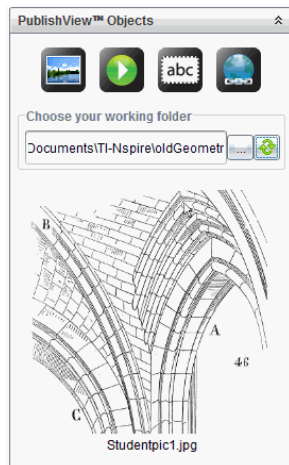 PublishView™ Objects
abc
Choose your working folder
Documents\TI-Nspire\oldGeometr
...
B
A
46
C
Studentpic1.jpg